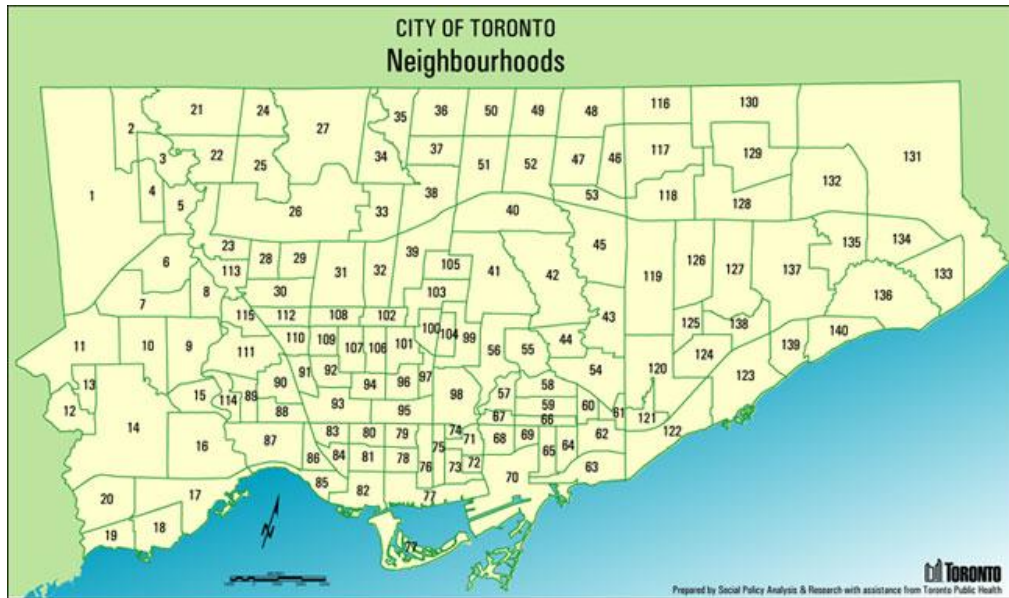 CITY OF TORONTO
Neighbourhoods
21 24 35 36 50 49 48 116 130
2 27
3 22 25 34 37 51 52 47 46 117 129 131
1 4 5 26 33 38 53 118 128 132
40
23 39 45 135 134
6 113 28 29 31 32 105 41 42 119 126 127 137 133
7 8 30 103 136
115 112 108 102 100 104 99 43 125 138 140
11 10 9 111 110 109 107 106 101 56 55 44 54 120 124 139
13 91 92 94 96 97 98 57 58 123
12 14 15 114 89 90 88 93 95 67 59 66 60 61 121
16 87 83 80 79 74 71 68 69 64 62 122
86 84 81 78 75 76 73 72 65 63
20 17 85 82 77 70
19 18 77
N
TORONTO
Prepared by Social Policy Analysis & Research with assistance from Toronto Public Health